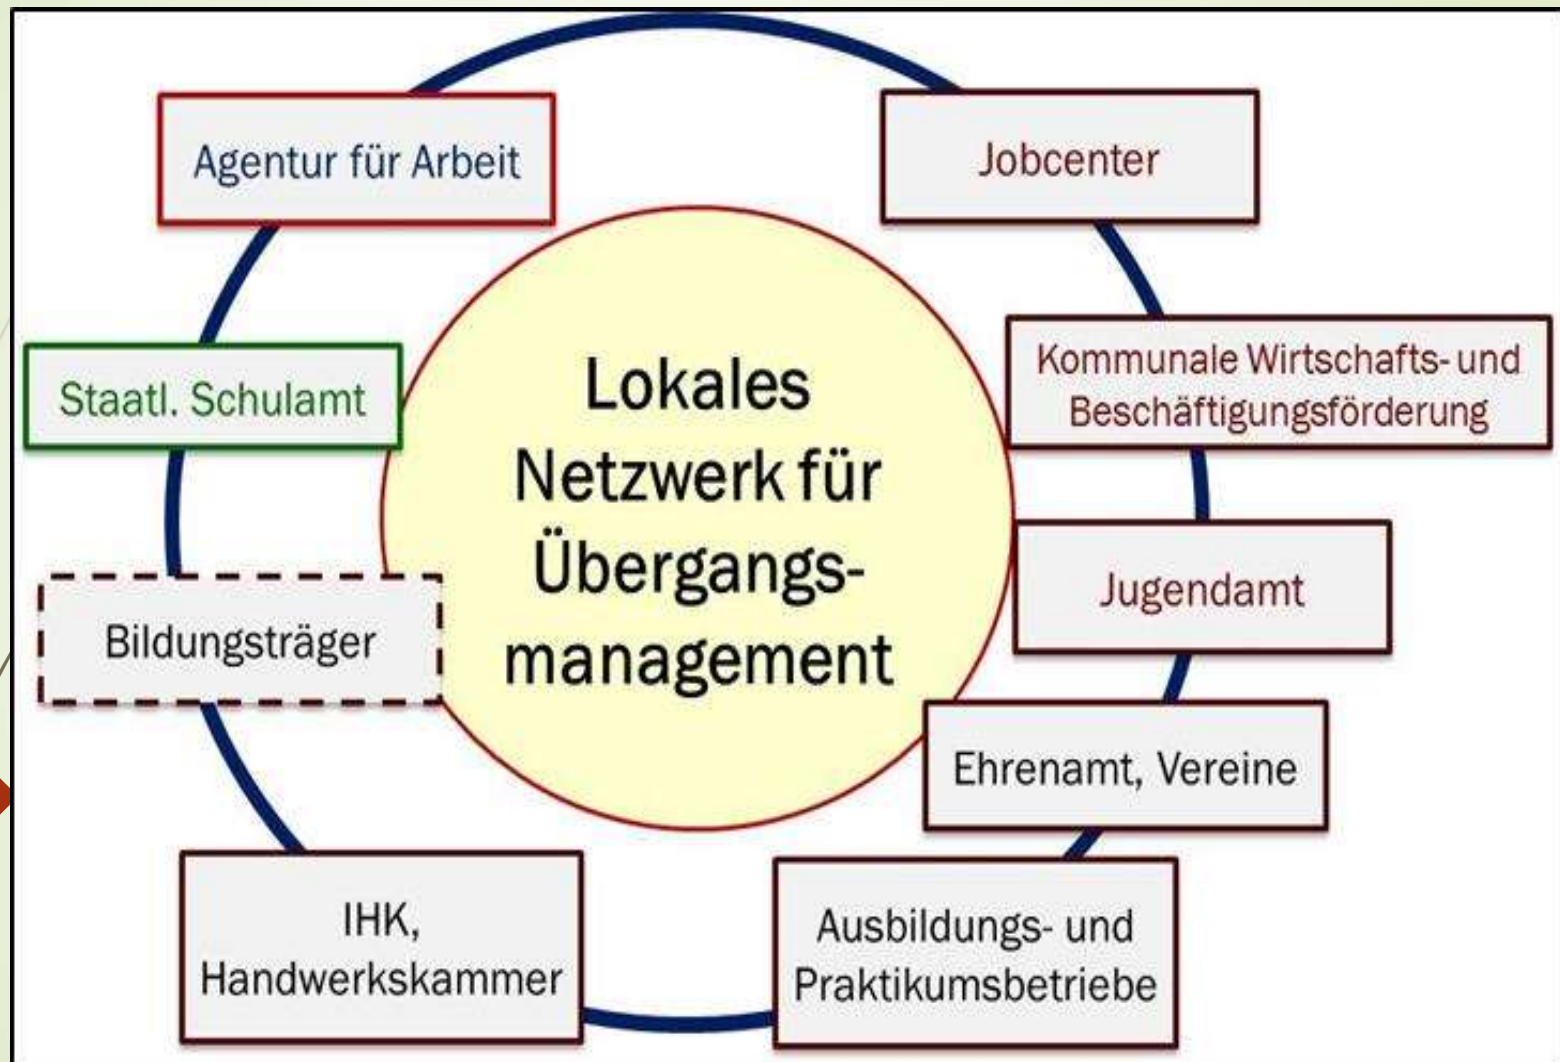 Agentur für Arbeit
Jobcenter
Staatl. Schulamt
Kommunale Wirtschafts- und
Beschäftigungsförderung
Lokales
Netzwerk für
Übergangs-
management
Jugendamt
Bildungsträger
Ehrenamt, Vereine
IHK,
Handwerkskammer
Ausbildungs- und
Praktikumsbetriebe